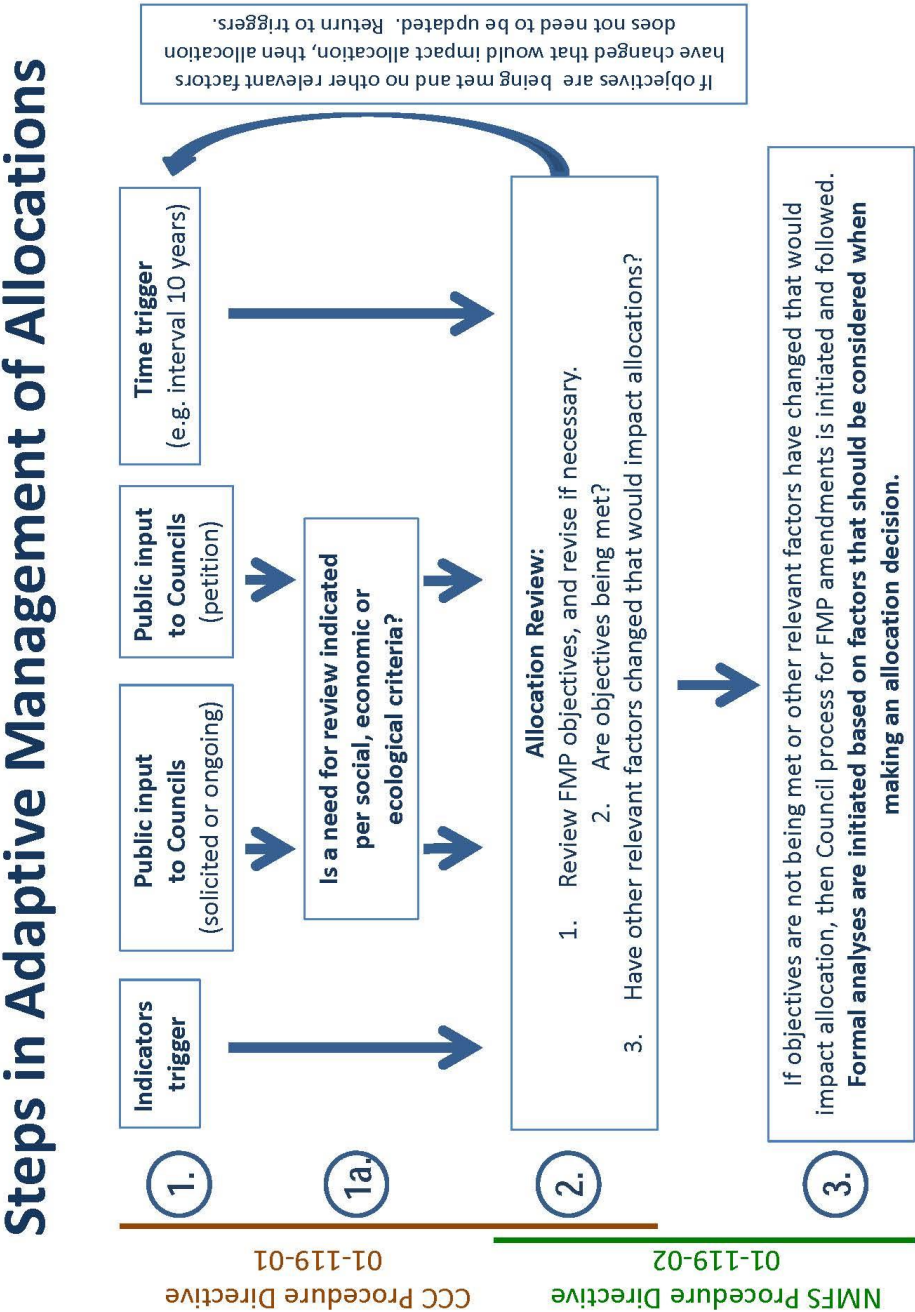 Steps in Adaptive Management of Allocations
CCC Procedure Directive
01-119-01
NMFS Procedure Directive
01-119-02
1.
Indicators
trigger
Public input
to Councils
(solicited or ongoing)
Public input
to Councils
(petition)
Time trigger
(e.g. interval 10 years)
1a.
Is a need for review indicated
per social, economic or
ecological criteria?
2.
Allocation Review:
1. Review FMP objectives, and revise if necessary.
2. Are objectives being met?
3. Have other relevant factors changed that would impact allocations?
If objectives are being met and no other relevant factors
have changed that would impact allocation, then allocation
does not need to be updated. Return to triggers
3.
If objectives are not being met or other relevant factors have changed that would
impact allocation, then Council process for FMP amendments is initiated and followed.
Formal analyses are initiated based on factors that should be considered when
making an allocation decision.